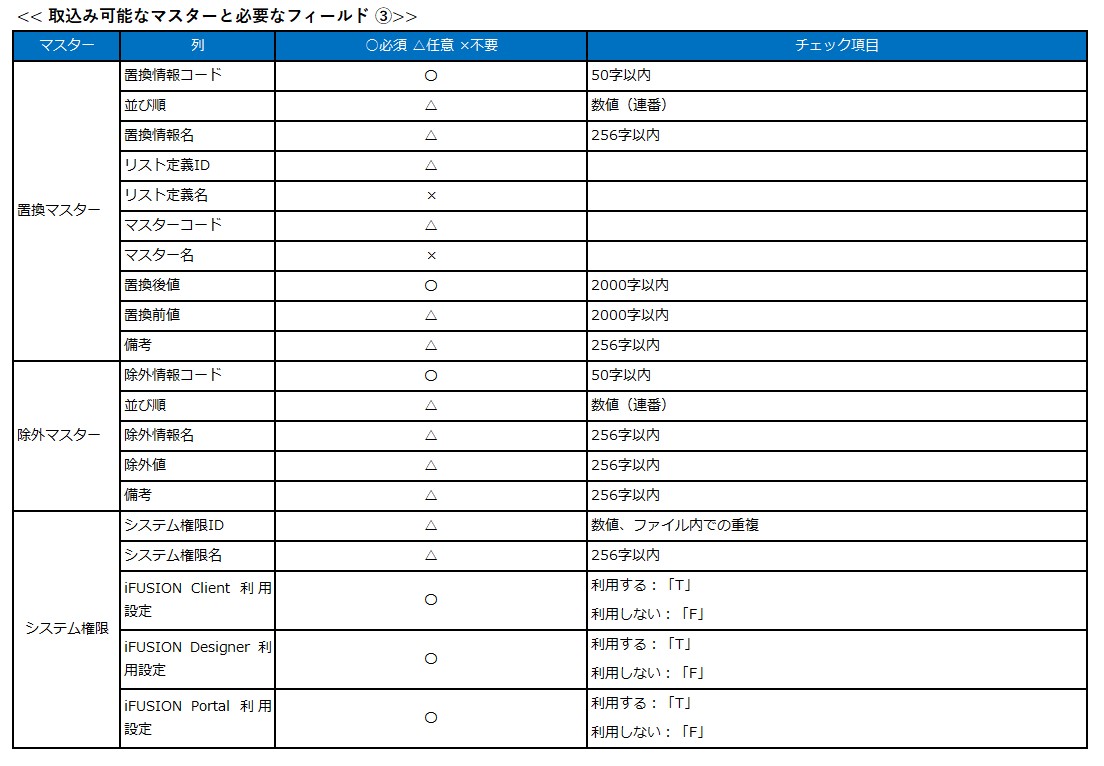 << 取込み可能なマスターと必要なフィールド ③>>
マスター 列 〇必須 △任意 ×不要 チェック項目
置換マスター
置換情報コード 〇 50字以内
並び順 △ 数値（連番）
置換情報名 △ 256字以内
リスト定義ID △
リスト定義名 ×
マスターコード △
マスター名 ×
置換後値 〇 2000字以内
置換前値 △ 2000字以内
備考 △ 256字以内
除外マスター
除外情報コード 〇 50字以内
並び順 △ 数値（連番）
除外情報名 △ 256字以内
除外値 △ 256字以内
備考 △ 256字以内
システム権限
システム権限ID △ 数値、ファイル内での重複
システム権限名 △ 256字以内
iFUSION Client 利用
設定
〇
利用する：「T」
利用しない：「F」
iFUSION Designer 利
用設定
〇
利用する：「T」
利用しない：「F」
iFUSION Portal 利用
設定
〇
利用する：「T」
利用しない：「F」